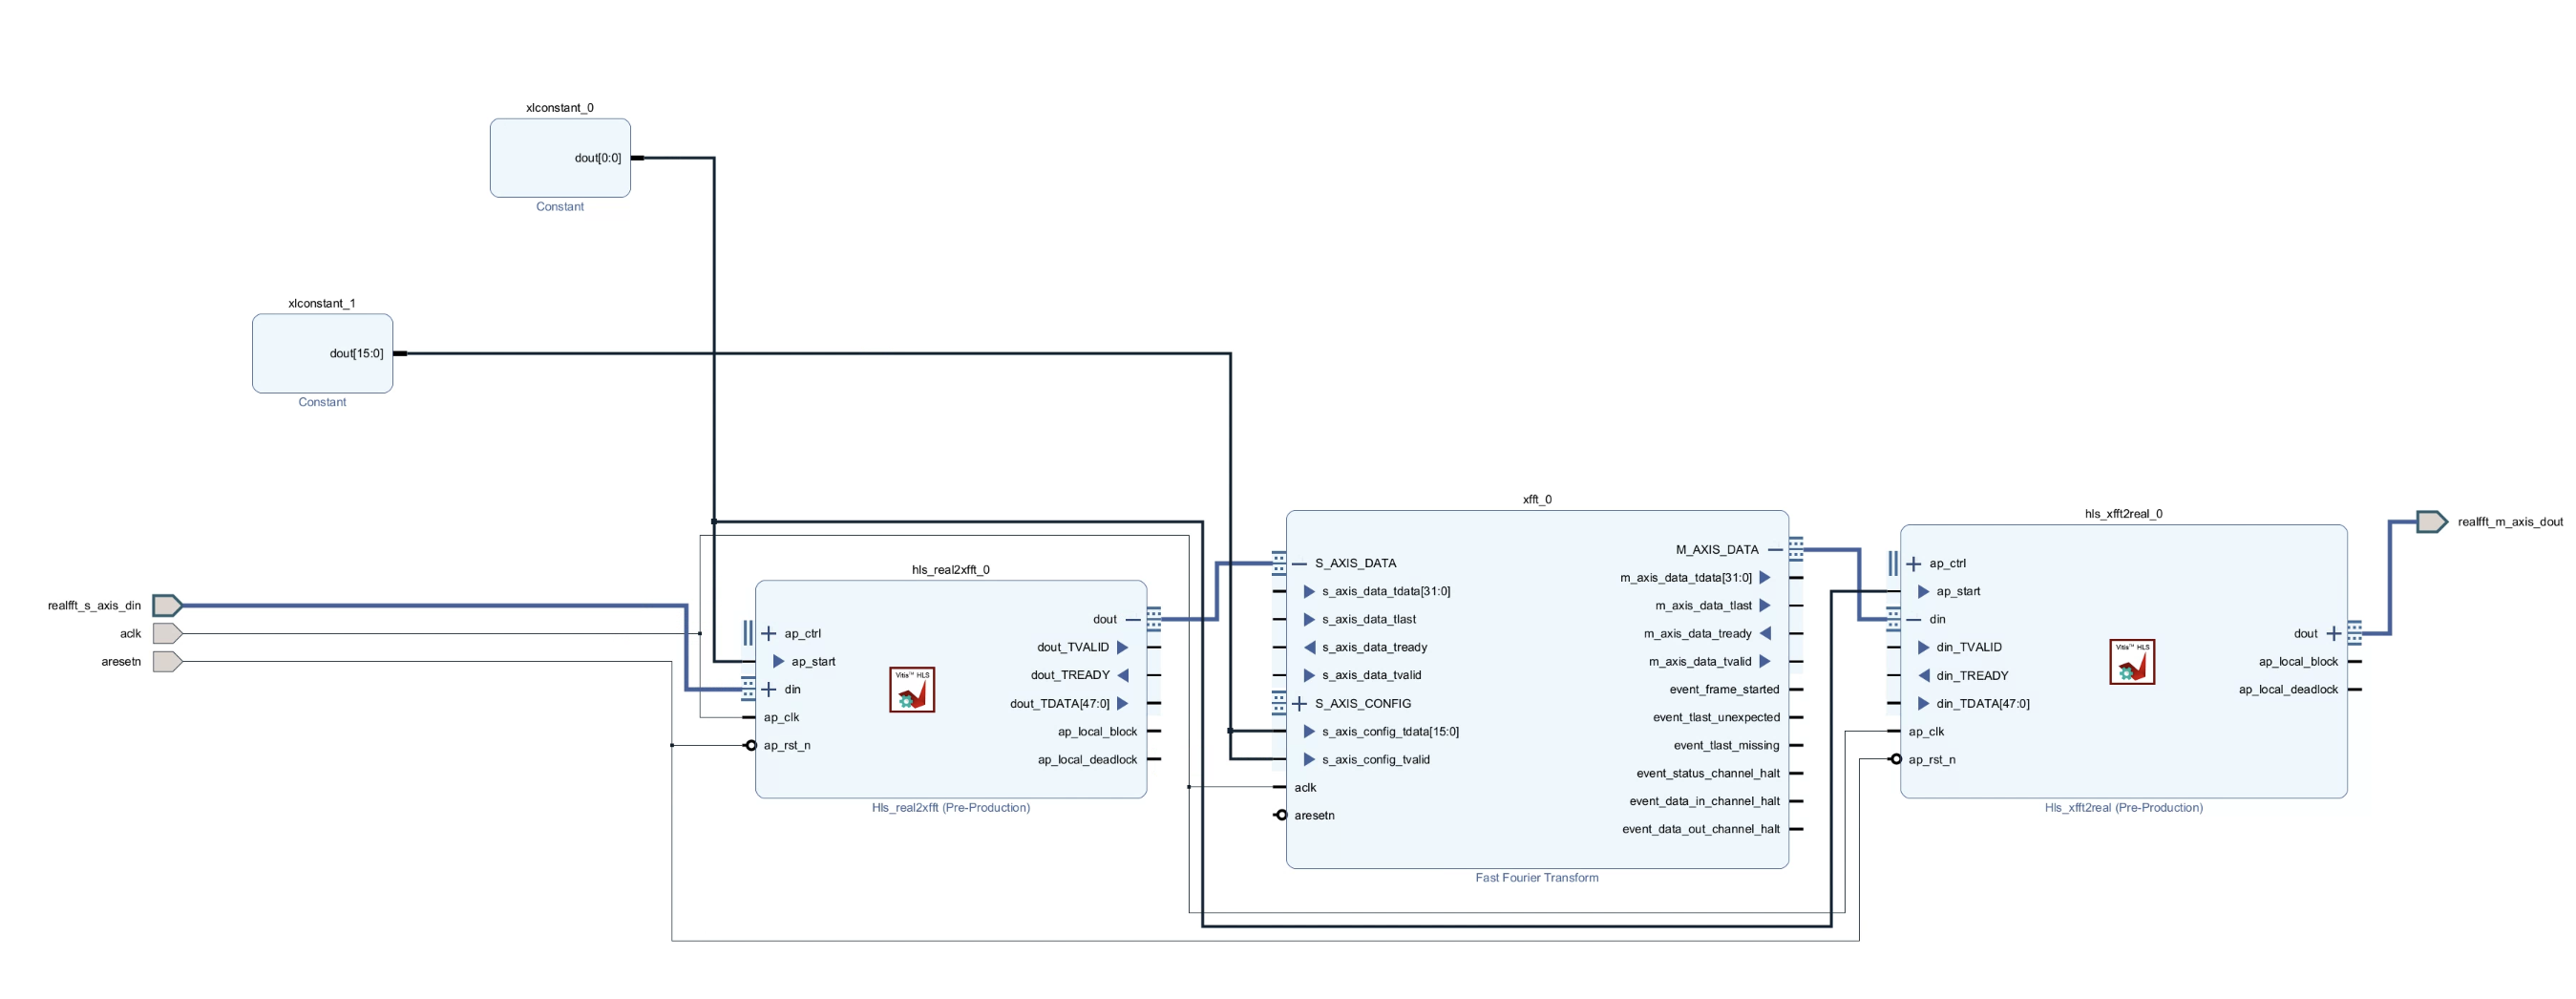 xlconstant_0
dout[0:0]
Constant
xlconstant_1
dout[15:0]
Constant
realfft_s_axis_din
aclk
aresetn
hls_real2xfft_0
ap_ctrl
ap_start
din
ap_clk
ap_rst_n
Vitis™ HLS
dout
dout_TVALID
dout_TREADY
dout_TDATA[47:0]
ap_local_block
ap_local_deadlock
Hls_real2xfft (Pre-Production)
xfft_0
S_AXIS_DATA
s_axis_data_tdata[31:0]
s_axis_data_tlast
s_axis_data_tready
s_axis_data_tvalid
S_AXIS_CONFIG
s_axis_config_tdata[15:0]
s_axis_config_tvalid
aclk
aresetn
M_AXIS_DATA
m_axis_data_tdata[31:0]
m_axis_data_tlast
m_axis_data_tready
m_axis_data_tvalid
event_frame_started
event_tlast_unexpected
event_tlast_missing
event_status_channel_halt
event_data_in_channel_halt
event_data_out_channel_halt
Fast Fourier Transform
hls_xfft2real_0
ap_ctrl
ap_start
din
din_TVALID
din_TREADY
din_TDATA[47:0]
ap_clk
ap_rst_n
Vitis™ HLS
dout
ap_local_block
ap_local_deadlock
Hls_xfft2real (Pre-Production)
realfft_m_axis_dout